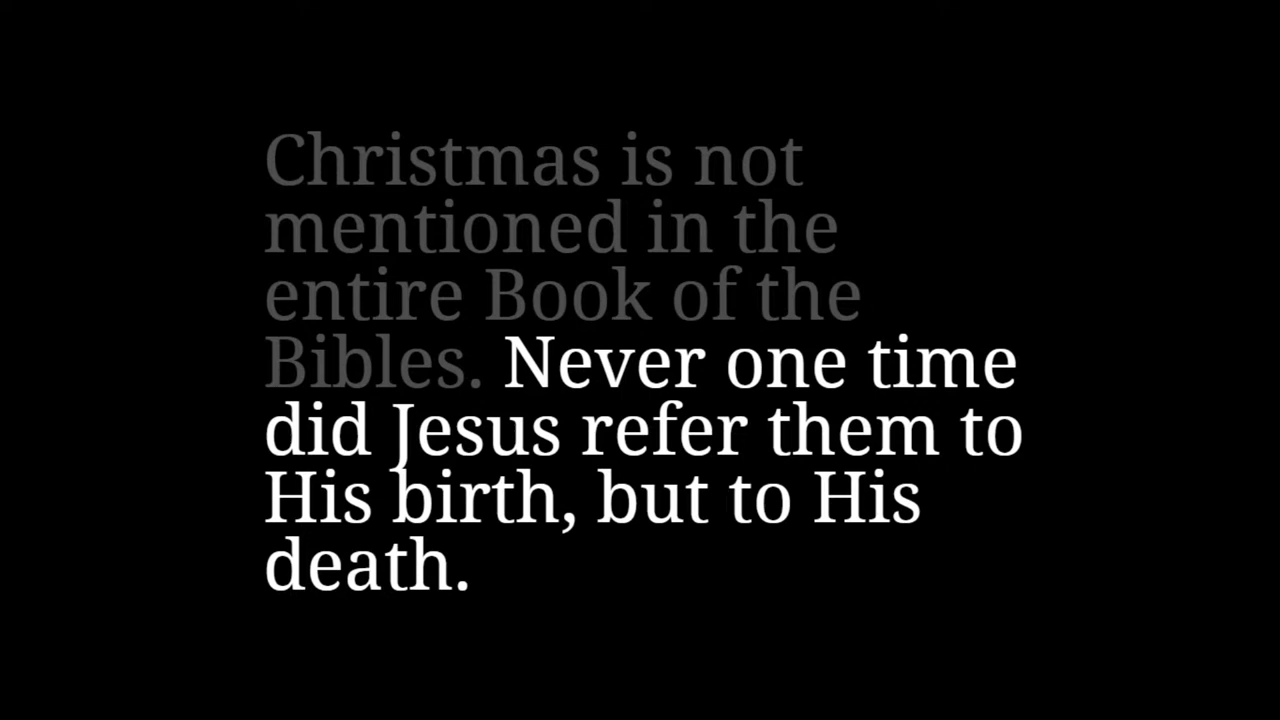 Christmas is not
mentioned in the
entire Book of the
Bibles. Never one time
did Jesus refer them to
His birth, but to His
death.